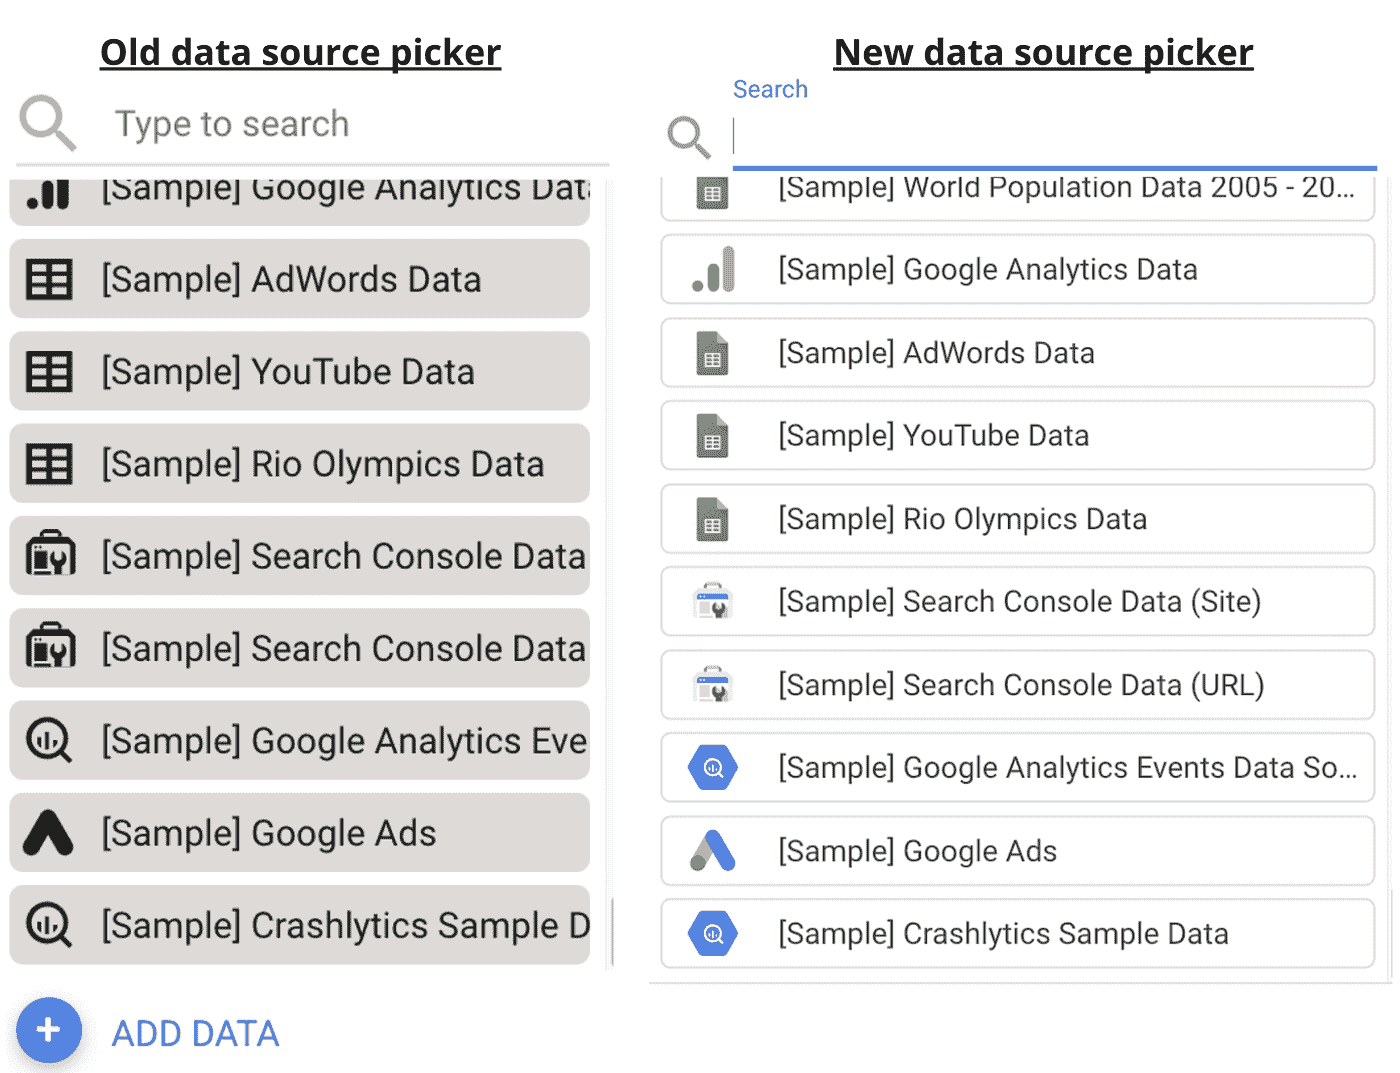 Old data source picker
Type to search
[Sample] Google Analytics Dat
[Sample] AdWords Data
[Sample] YouTube Data
[Sample] Rio Olympics Data
[Sample] Search Console Data
[Sample] Search Console Data
[Sample] Google Analytics Eve
[Sample] Google Ads
[Sample] Crashlytics Sample D
ADD DATA
New data source picker
Search
[Sample] World Population Data 2005 - 20...
[Sample] Google Analytics Data
[Sample] AdWords Data
[Sample] YouTube Data
[Sample] Rio Olympics Data
[Sample] Search Console Data (Site)
[Sample] Search Console Data (URL)
[Sample] Google Analytics Events Data So...
[Sample] Google Ads
[Sample] Crashlytics Sample Data